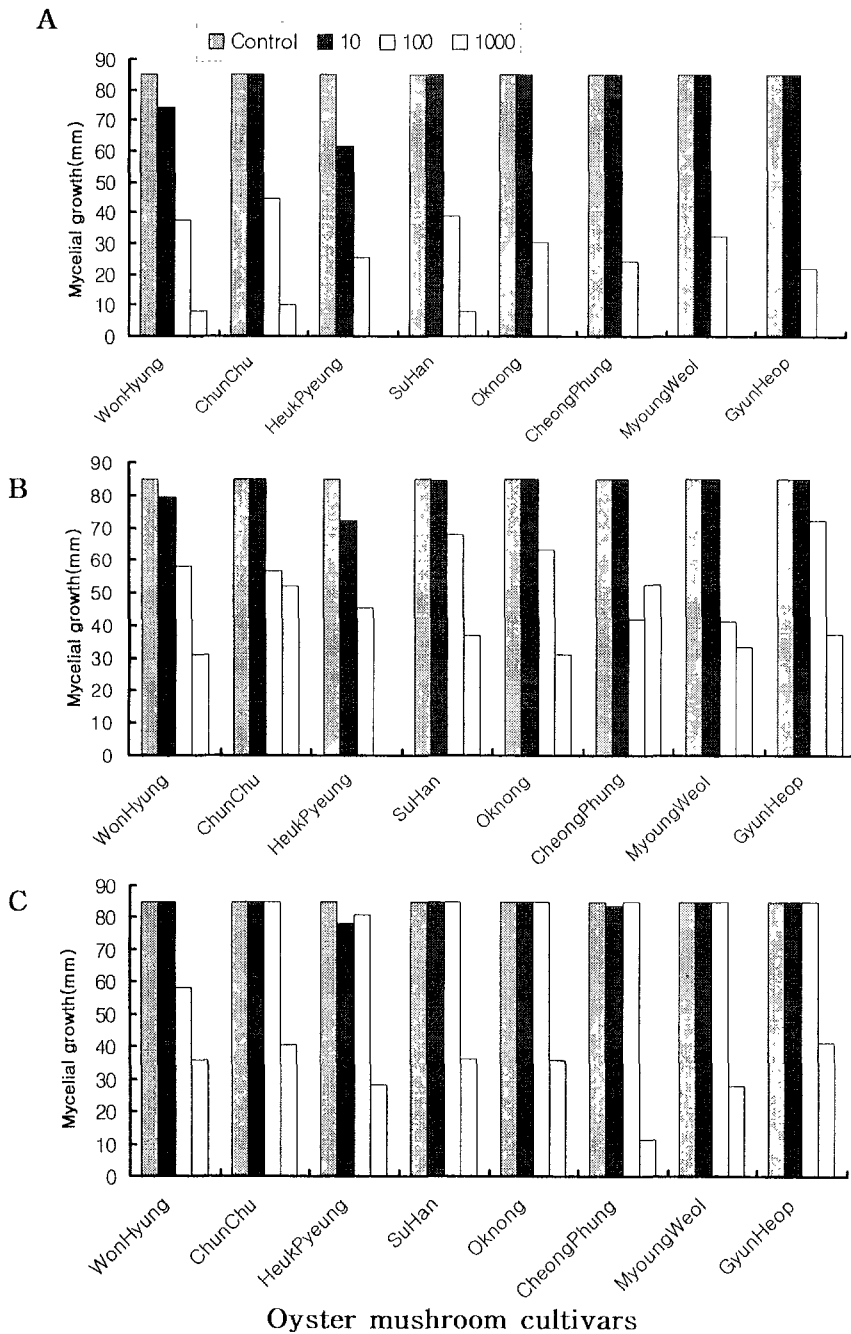 A
Control 10 100 1000
Mycelial growth(mm)
90
80
70
60
50
40
30
20
10
0
WonHyung
ChunChu
HeukPyeung
SuHan
Oknong
CheongPhung
MyoungWeol
GyunHeop
B
Mycelial growth(mm)
90
80
70
60
50
40
30
20
10
0
WonHyung
ChunChu
HeukPyeung
SuHan
Oknong
CheongPhung
MyoungWeol
GyunHeop
C
Mycelial growth(mm)
90
80
70
60
50
40
30
20
10
0
WonHyung
ChunChu
HeukPyeung
SuHan
Oknong
CheongPhung
MyoungWeol
GyunHeop
Oyster mushroom cultivars